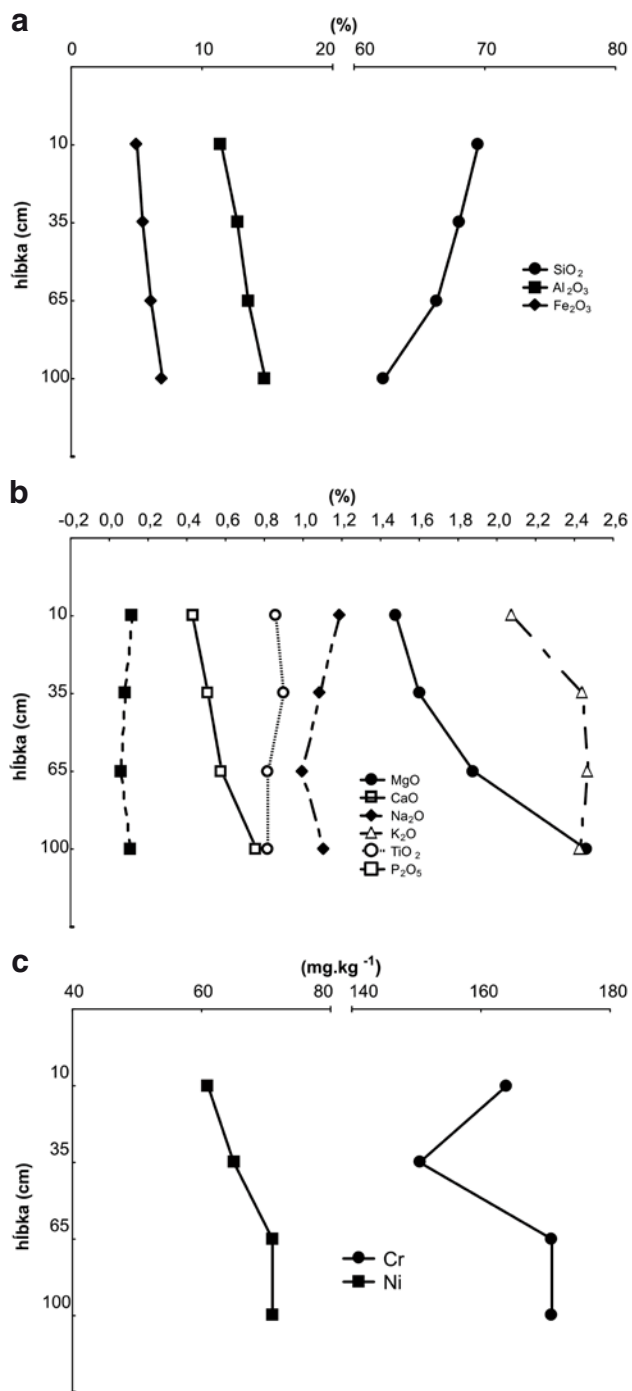 a
(%)
0 10 20 60 70 80
10
35
65
100
hĺbka (cm)
SiO₂
Al₂O₃
Fe₂O₃
b
(%)
-0,2 0,0 0,2 0,4 0,6 0,8 1,0 1,2 1,4 1,6 1,8 2,0 2,2 2,4 2,6
10
35
65
100
hĺbka (cm)
MgO
CaO
Na₂O
K₂O
TiO₂
P₂O₅
c
(mg.kg ⁻¹)
40 60 80 140 160 180
10
35
65
100
hĺbka (cm)
Cr
Ni